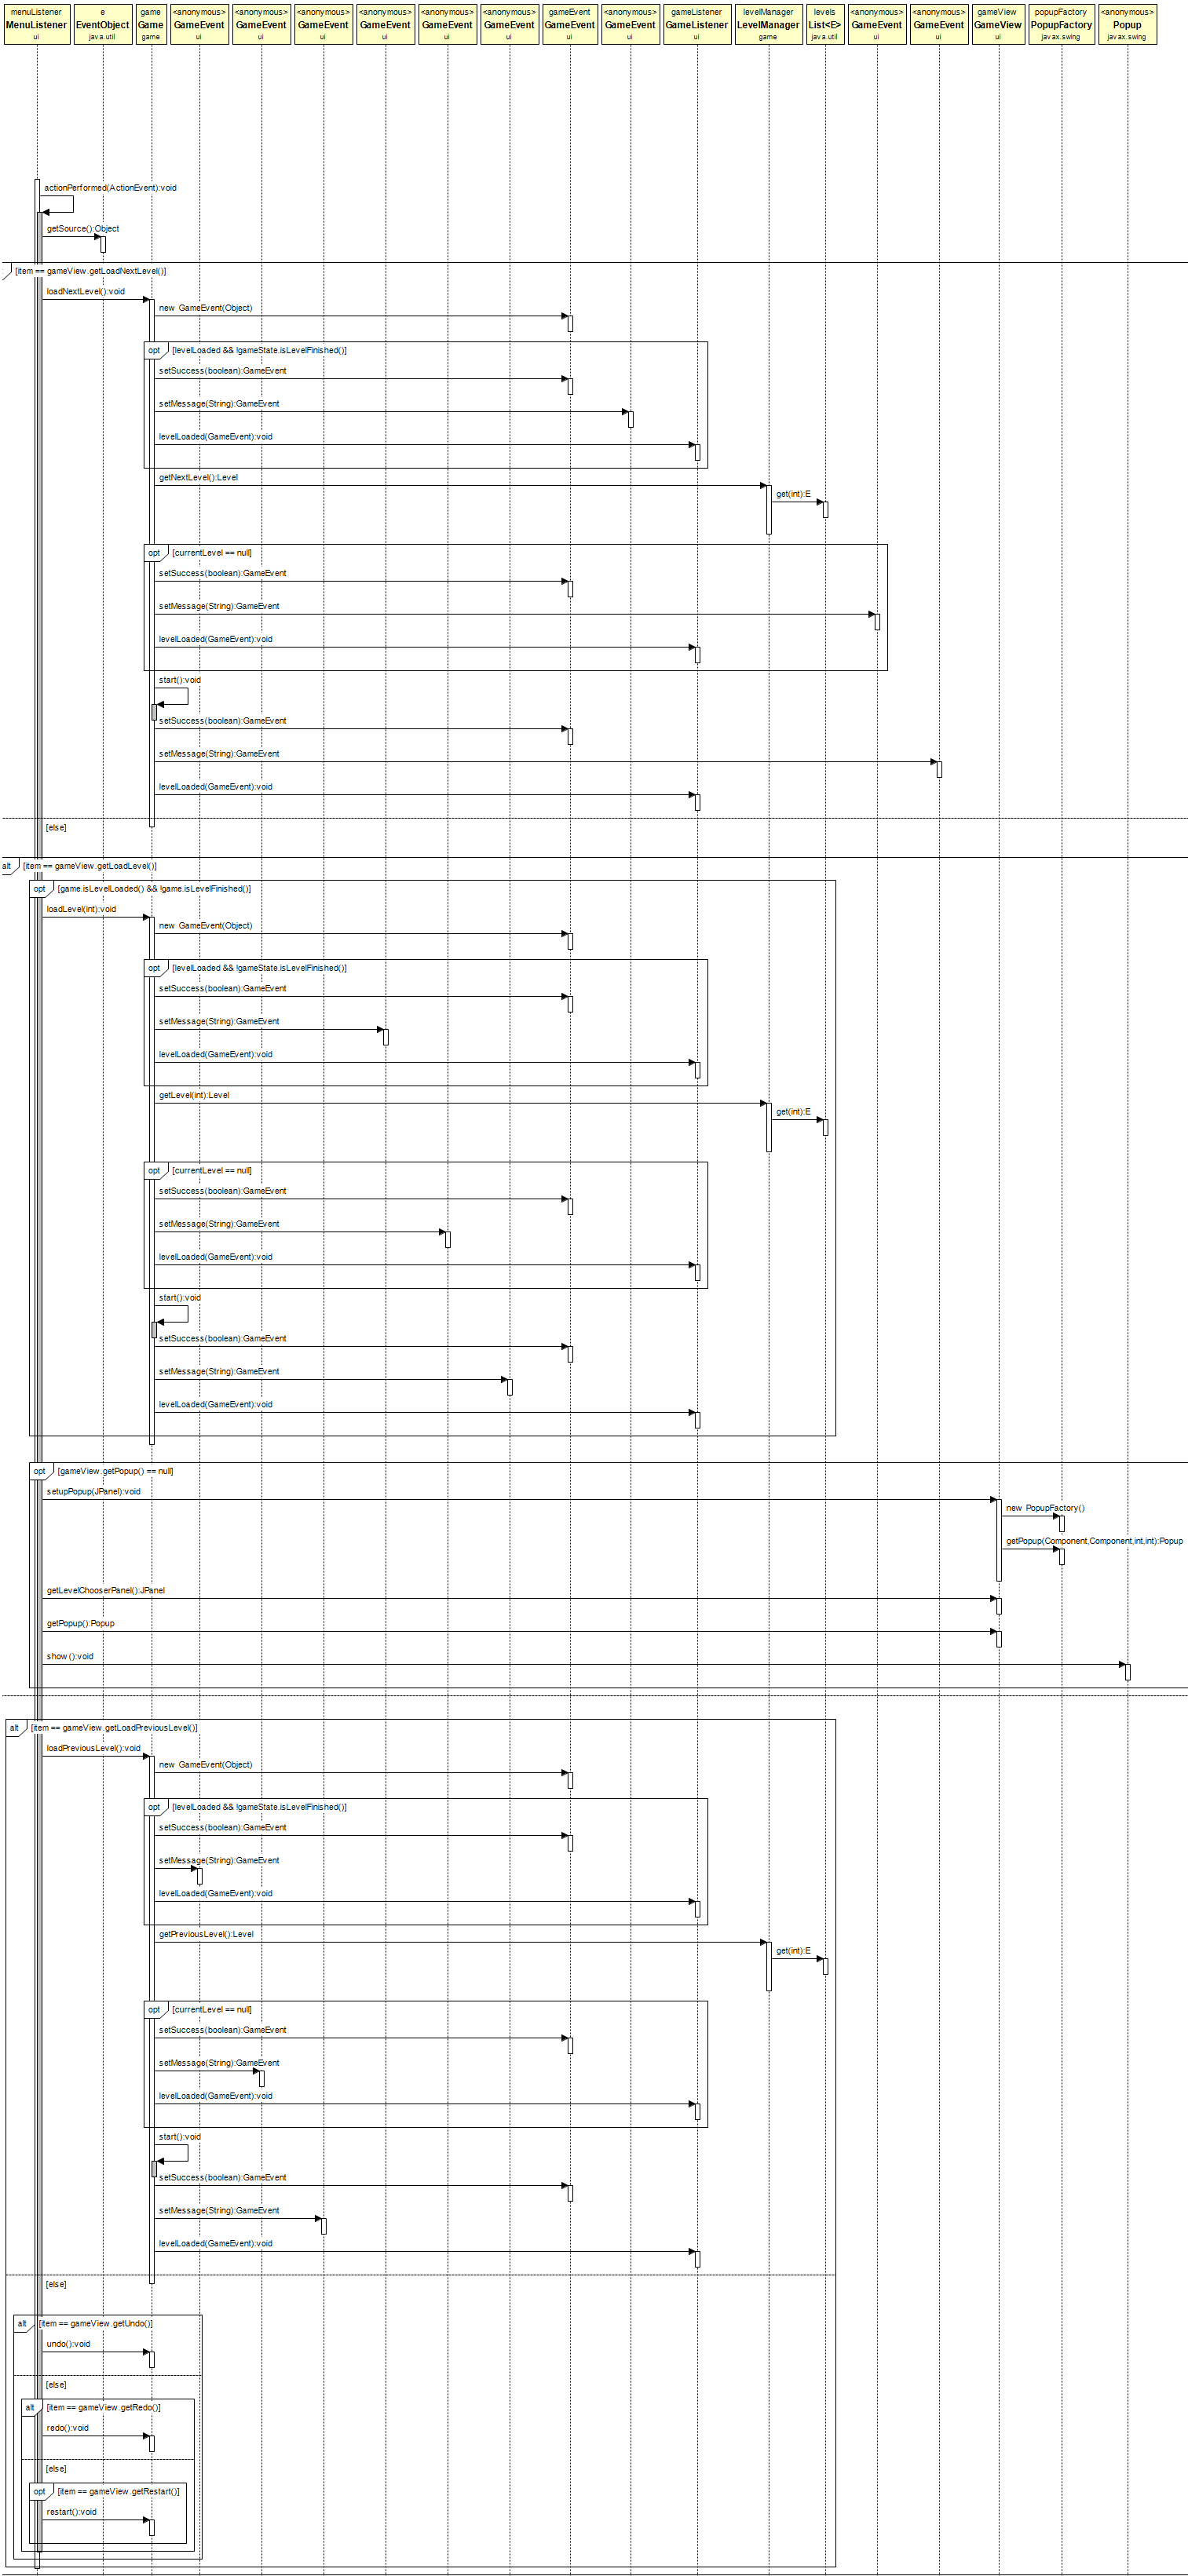 menuListener
MenuListener
ui
e
EventObject
java.util
game
Game
game
<anonymous>
GameEvent
ui
<anonymous>
GameEvent
ui
<anonymous>
GameEvent
ui
<anonymous>
GameEvent
ui
<anonymous>
GameEvent
ui
<anonymous>
GameEvent
ui
gameEvent
GameEvent
ui
<anonymous>
GameEvent
ui
gameListener
GameListener
ui
levelManager
LevelManager
game
levels
List<E>
java.util
<anonymous>
GameEvent
ui
<anonymous>
GameEvent
ui
gameView
GameView
ui
popupFactory
PopupFactory
javax.swing
<anonymous>
Popup
javax.swing
actionPerformed(ActionEvent):void
getSource():Object
[item == gameView.getLoadNextLevel()]
loadNextLevel():void
new GameEvent(Object)
opt [levelLoaded && !gameState.isLevelFinished()]
setSuccess(boolean):GameEvent
setMessage(String):GameEvent
levelLoaded(GameEvent):void
getNextLevel():Level
get(int):E
opt [currentLevel == null]
setSuccess(boolean):GameEvent
setMessage(String):GameEvent
levelLoaded(GameEvent):void
start():void
setSuccess(boolean):GameEvent
setMessage(String):GameEvent
levelLoaded(GameEvent):void
[else]
alt [item == gameView.getLoadLevel()]
opt [game.isLevelLoaded() && !game.isLevelFinished()]
loadLevel(int):void
new GameEvent(Object)
opt [levelLoaded && !gameState.isLevelFinished()]
setSuccess(boolean):GameEvent
setMessage(String):GameEvent
levelLoaded(GameEvent):void
getLevel(int):Level
get(int):E
opt [currentLevel == null]
setSuccess(boolean):GameEvent
setMessage(String):GameEvent
levelLoaded(GameEvent):void
start():void
setSuccess(boolean):GameEvent
setMessage(String):GameEvent
levelLoaded(GameEvent):void
opt [gameView.getPopup() == null]
setupPopup(JPanel):void
new PopupFactory()
getPopup(Component,Component,int,int):Popup
getLevelChooserPanel():JPanel
getPopup():Popup
show():void
alt [item == gameView.getLoadPreviousLevel()]
loadPreviousLevel():void
new GameEvent(Object)
opt [levelLoaded && !gameState.isLevelFinished()]
setSuccess(boolean):GameEvent
setMessage(String):GameEvent
levelLoaded(GameEvent):void
getPreviousLevel():Level
get(int):E
opt [currentLevel == null]
setSuccess(boolean):GameEvent
setMessage(String):GameEvent
levelLoaded(GameEvent):void
start():void
setSuccess(boolean):GameEvent
setMessage(String):GameEvent
levelLoaded(GameEvent):void
[else]
alt [item == gameView.getUndo()]
undo():void
[else]
alt [item == gameView.getRedo()]
redo():void
[else]
opt [item == gameView.getRestart()]
restart():void